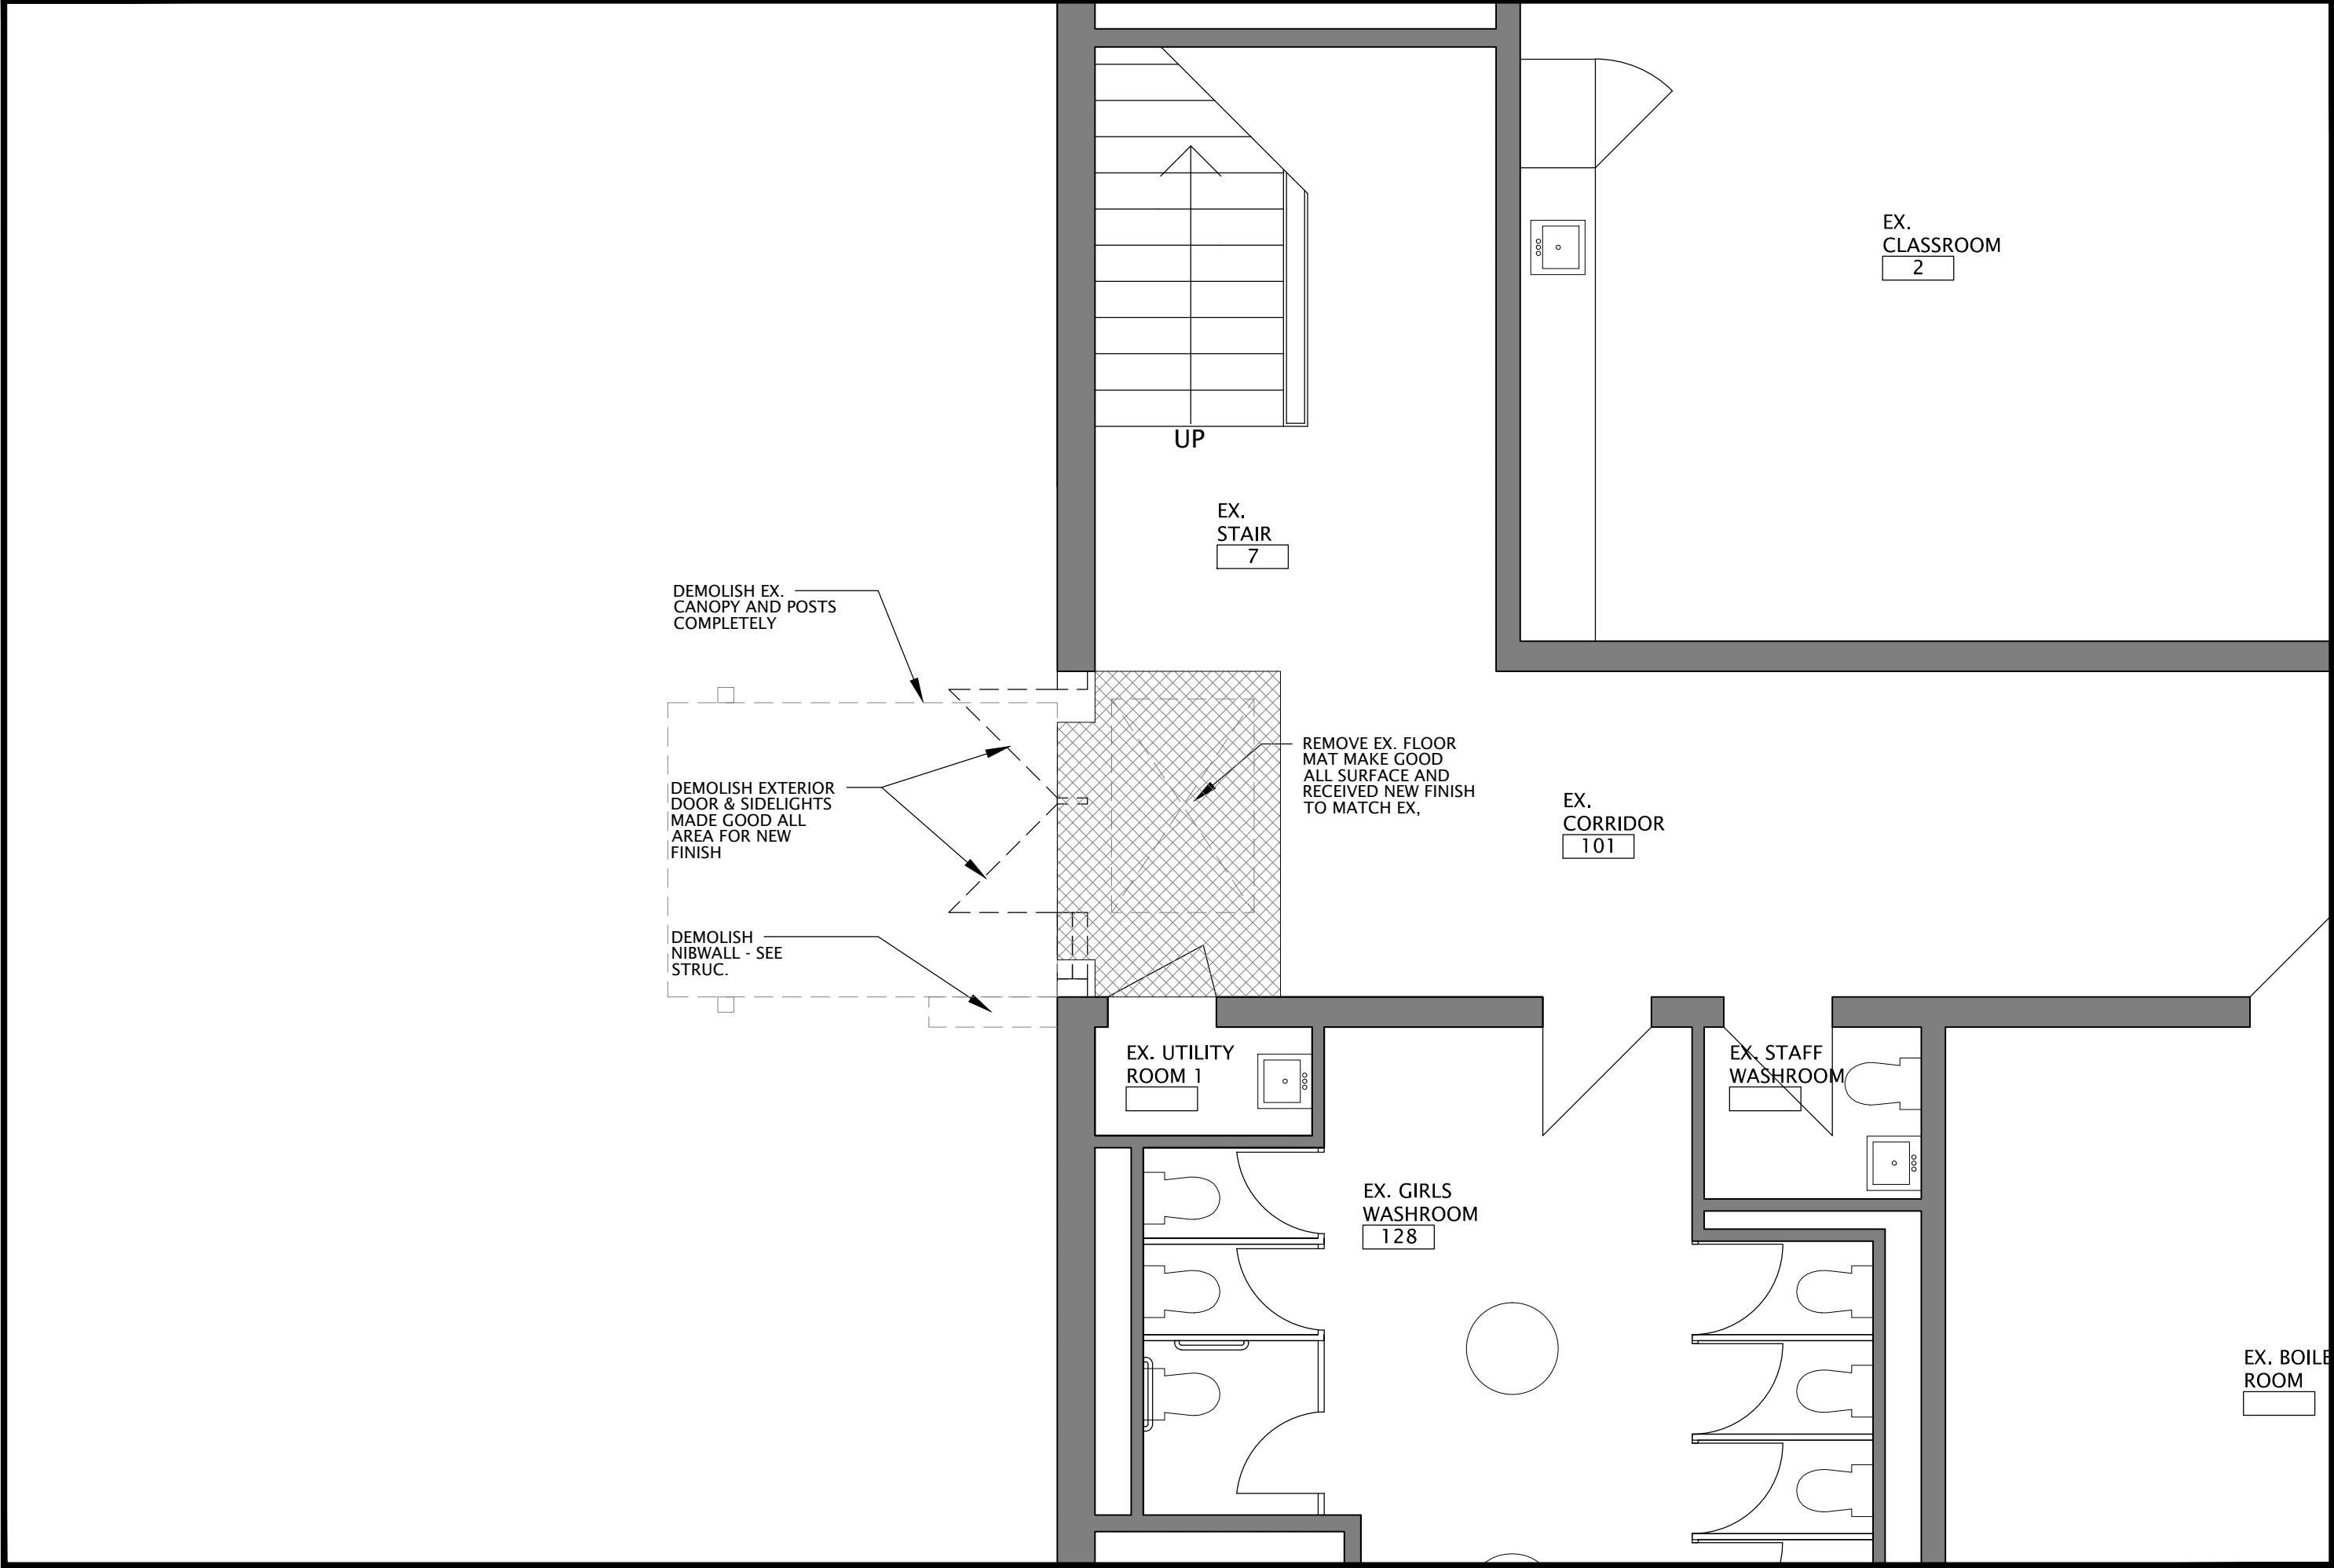 EX.
CLASSROOM
2
UP
EX.
STAIR
7
DEMOLISH EX.
CANOPY AND POSTS
COMPLETELY
REMOVE EX. FLOOR
MAT MAKE GOOD
ALL SURFACE AND
RECEIVED NEW FINISH
TO MATCH EX,
DEMOLISH EXTERIOR
DOOR & SIDELIGHTS
MADE GOOD ALL
AREA FOR NEW
FINISH
EX.
CORRIDOR
101
DEMOLISH
NIBWALL - SEE
STRUC.
EX. UTILITY
ROOM 1
EX. STAFF
WASHROOM
EX. GIRLS
WASHROOM
128
EX. BOILE
ROOM